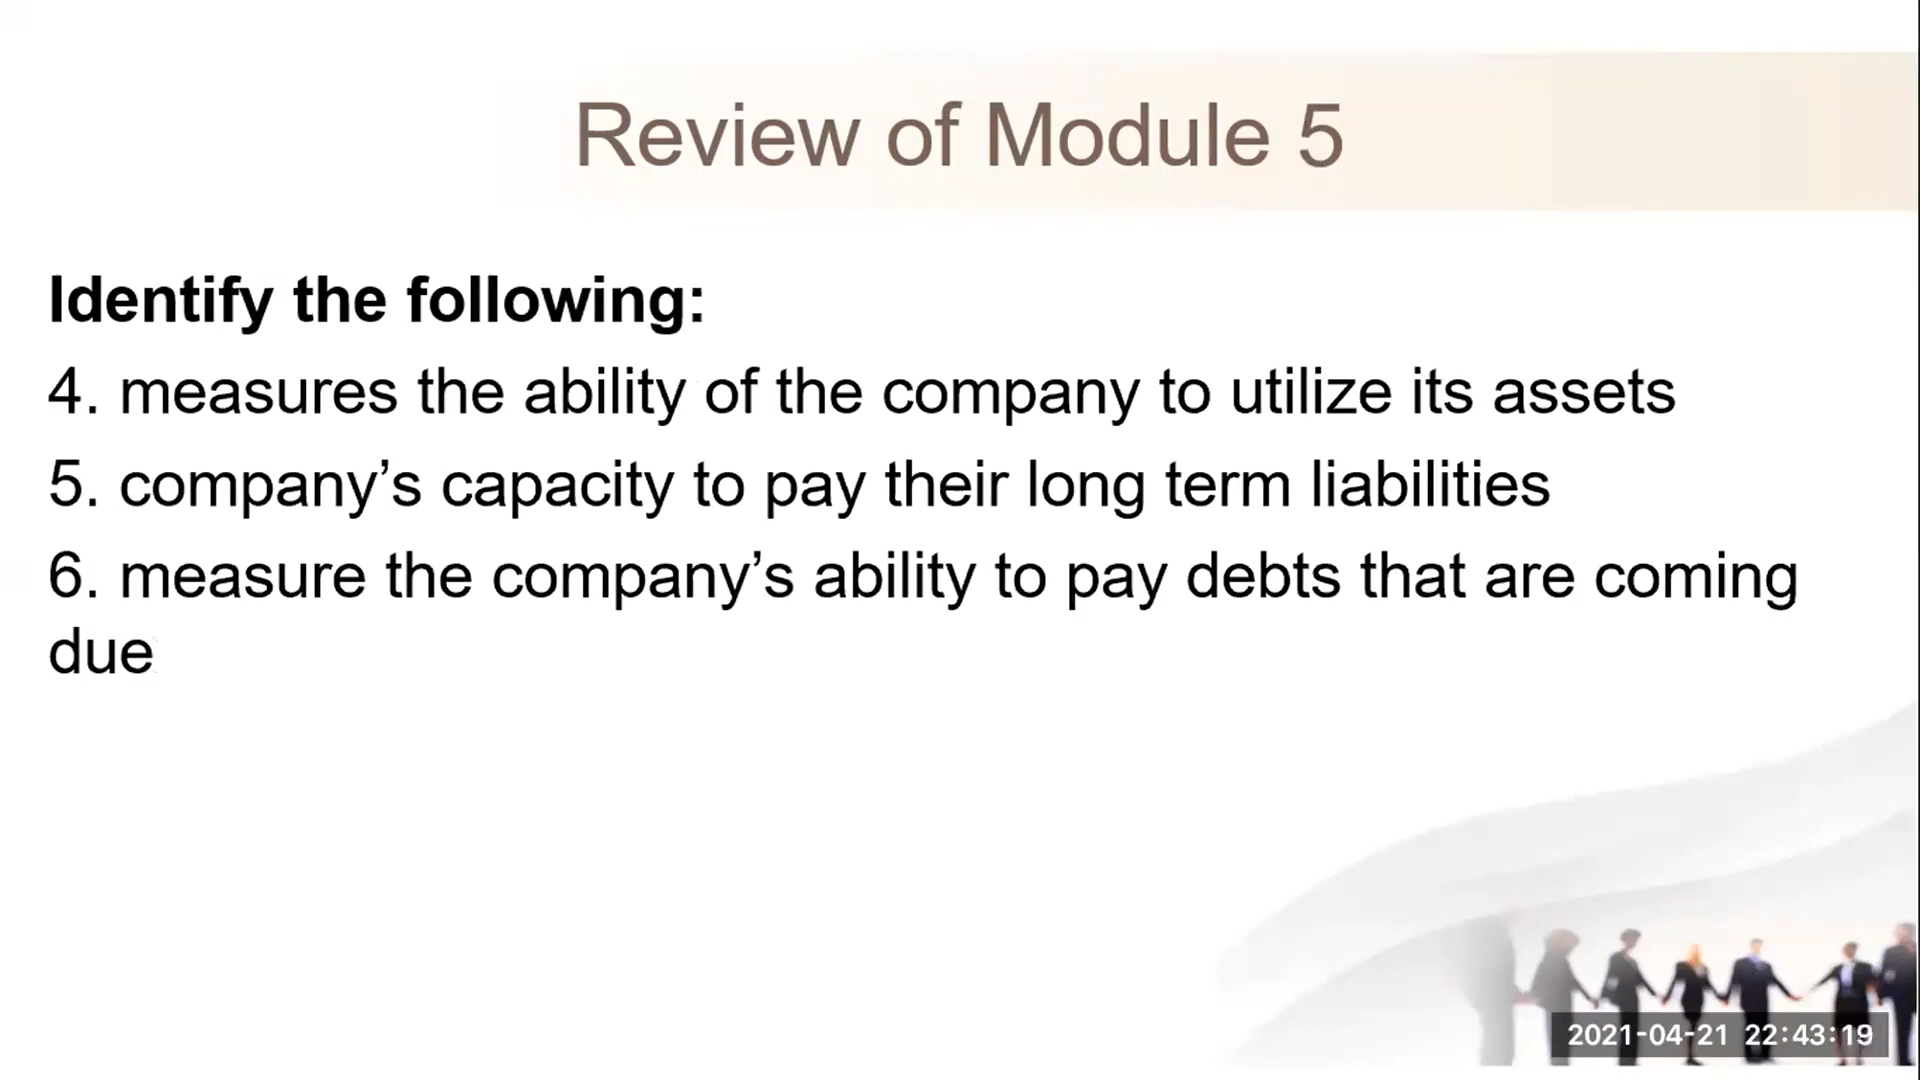 Review of Module 5
Identify the following:
4. measures the ability of the company to utilize its assets
5. company’s capacity to pay their long term liabilities
6. measure the company’s ability to pay debts that are coming
due
2021-04-21 22:43:19